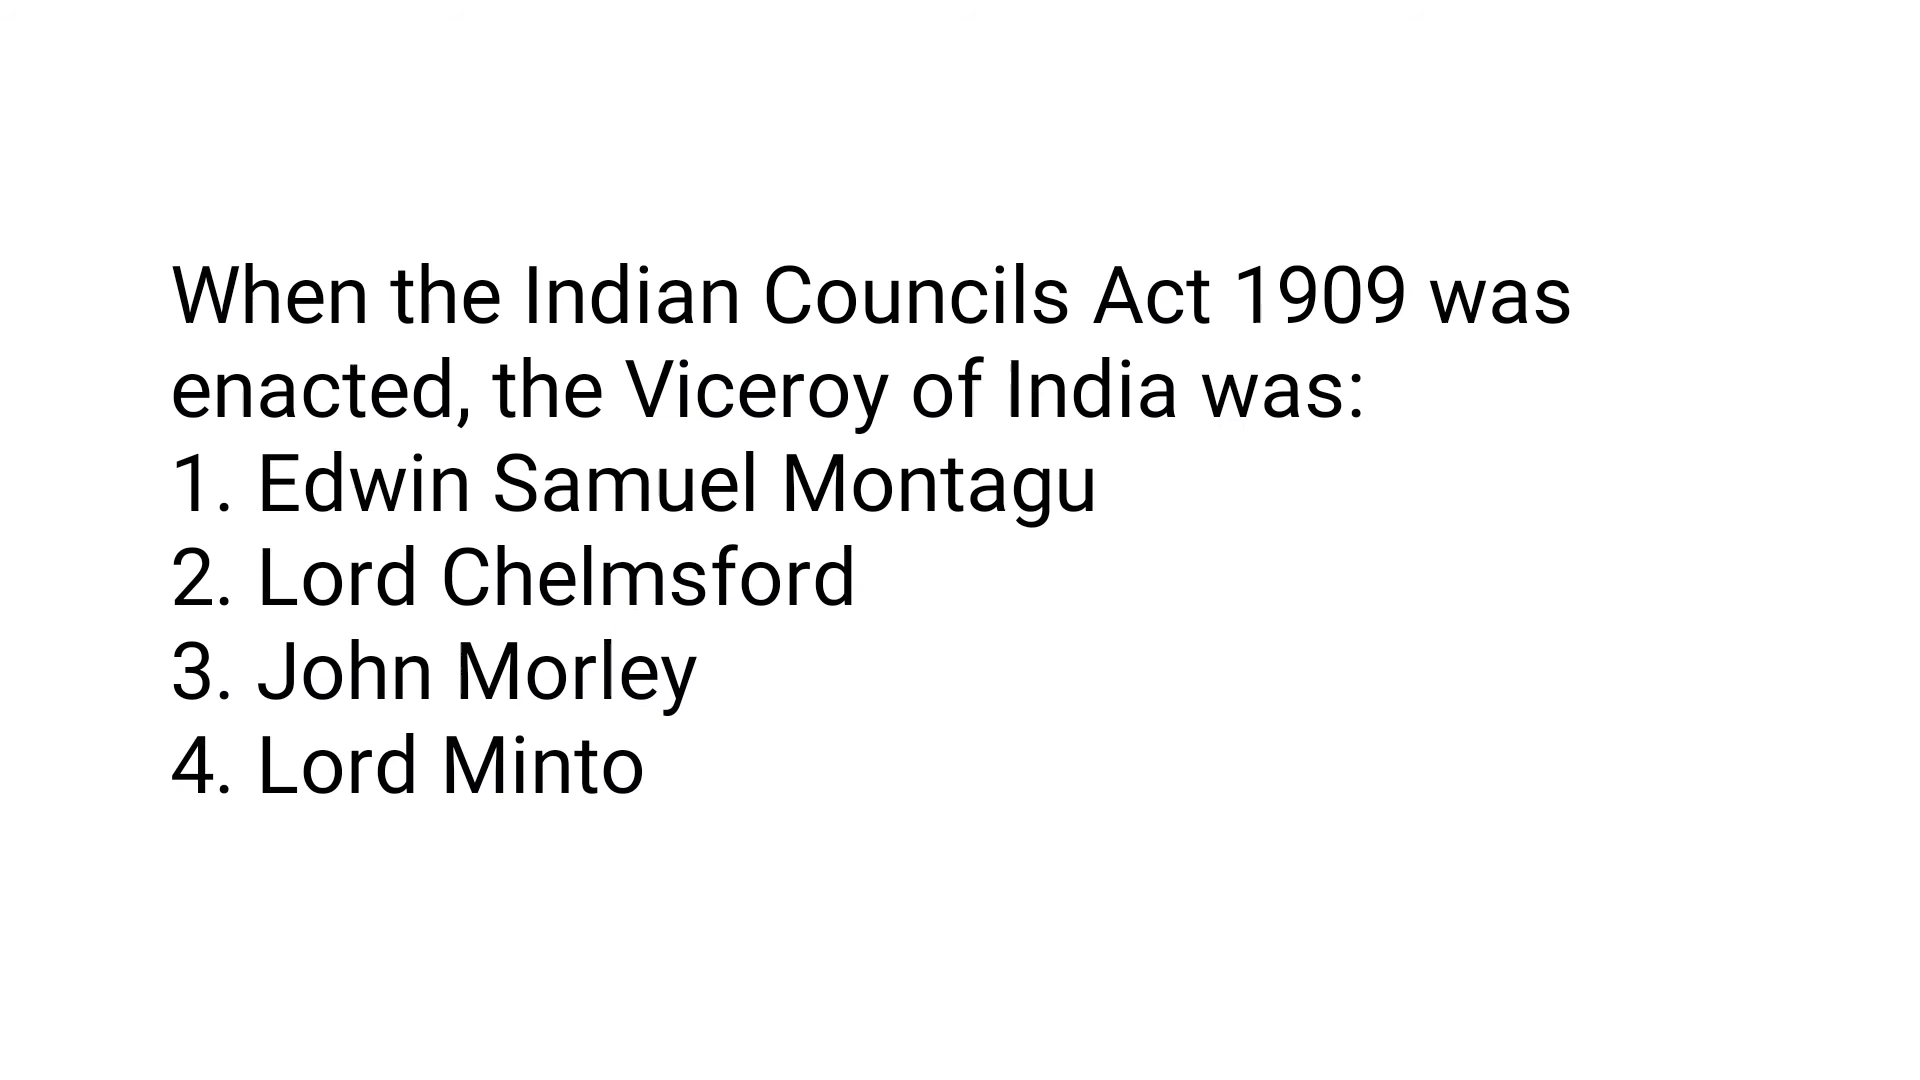 When the Indian Councils Act 1909 was
enacted, the Viceroy of India was:
1. Edwin Samuel Montagu
2. Lord Chelmsford
3. John Morley
4. Lord Minto